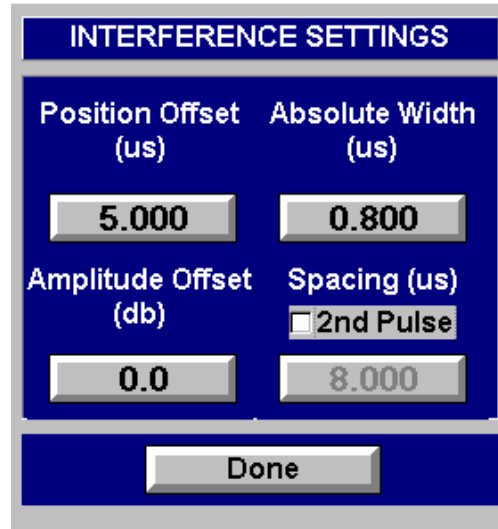 INTERFERENCE SETTINGS
Position Offset
(us)
5.000
Absolute Width
(us)
0.800
Amplitude Offset
(db)
0.0
Spacing (us)
2nd Pulse
8.000
Done